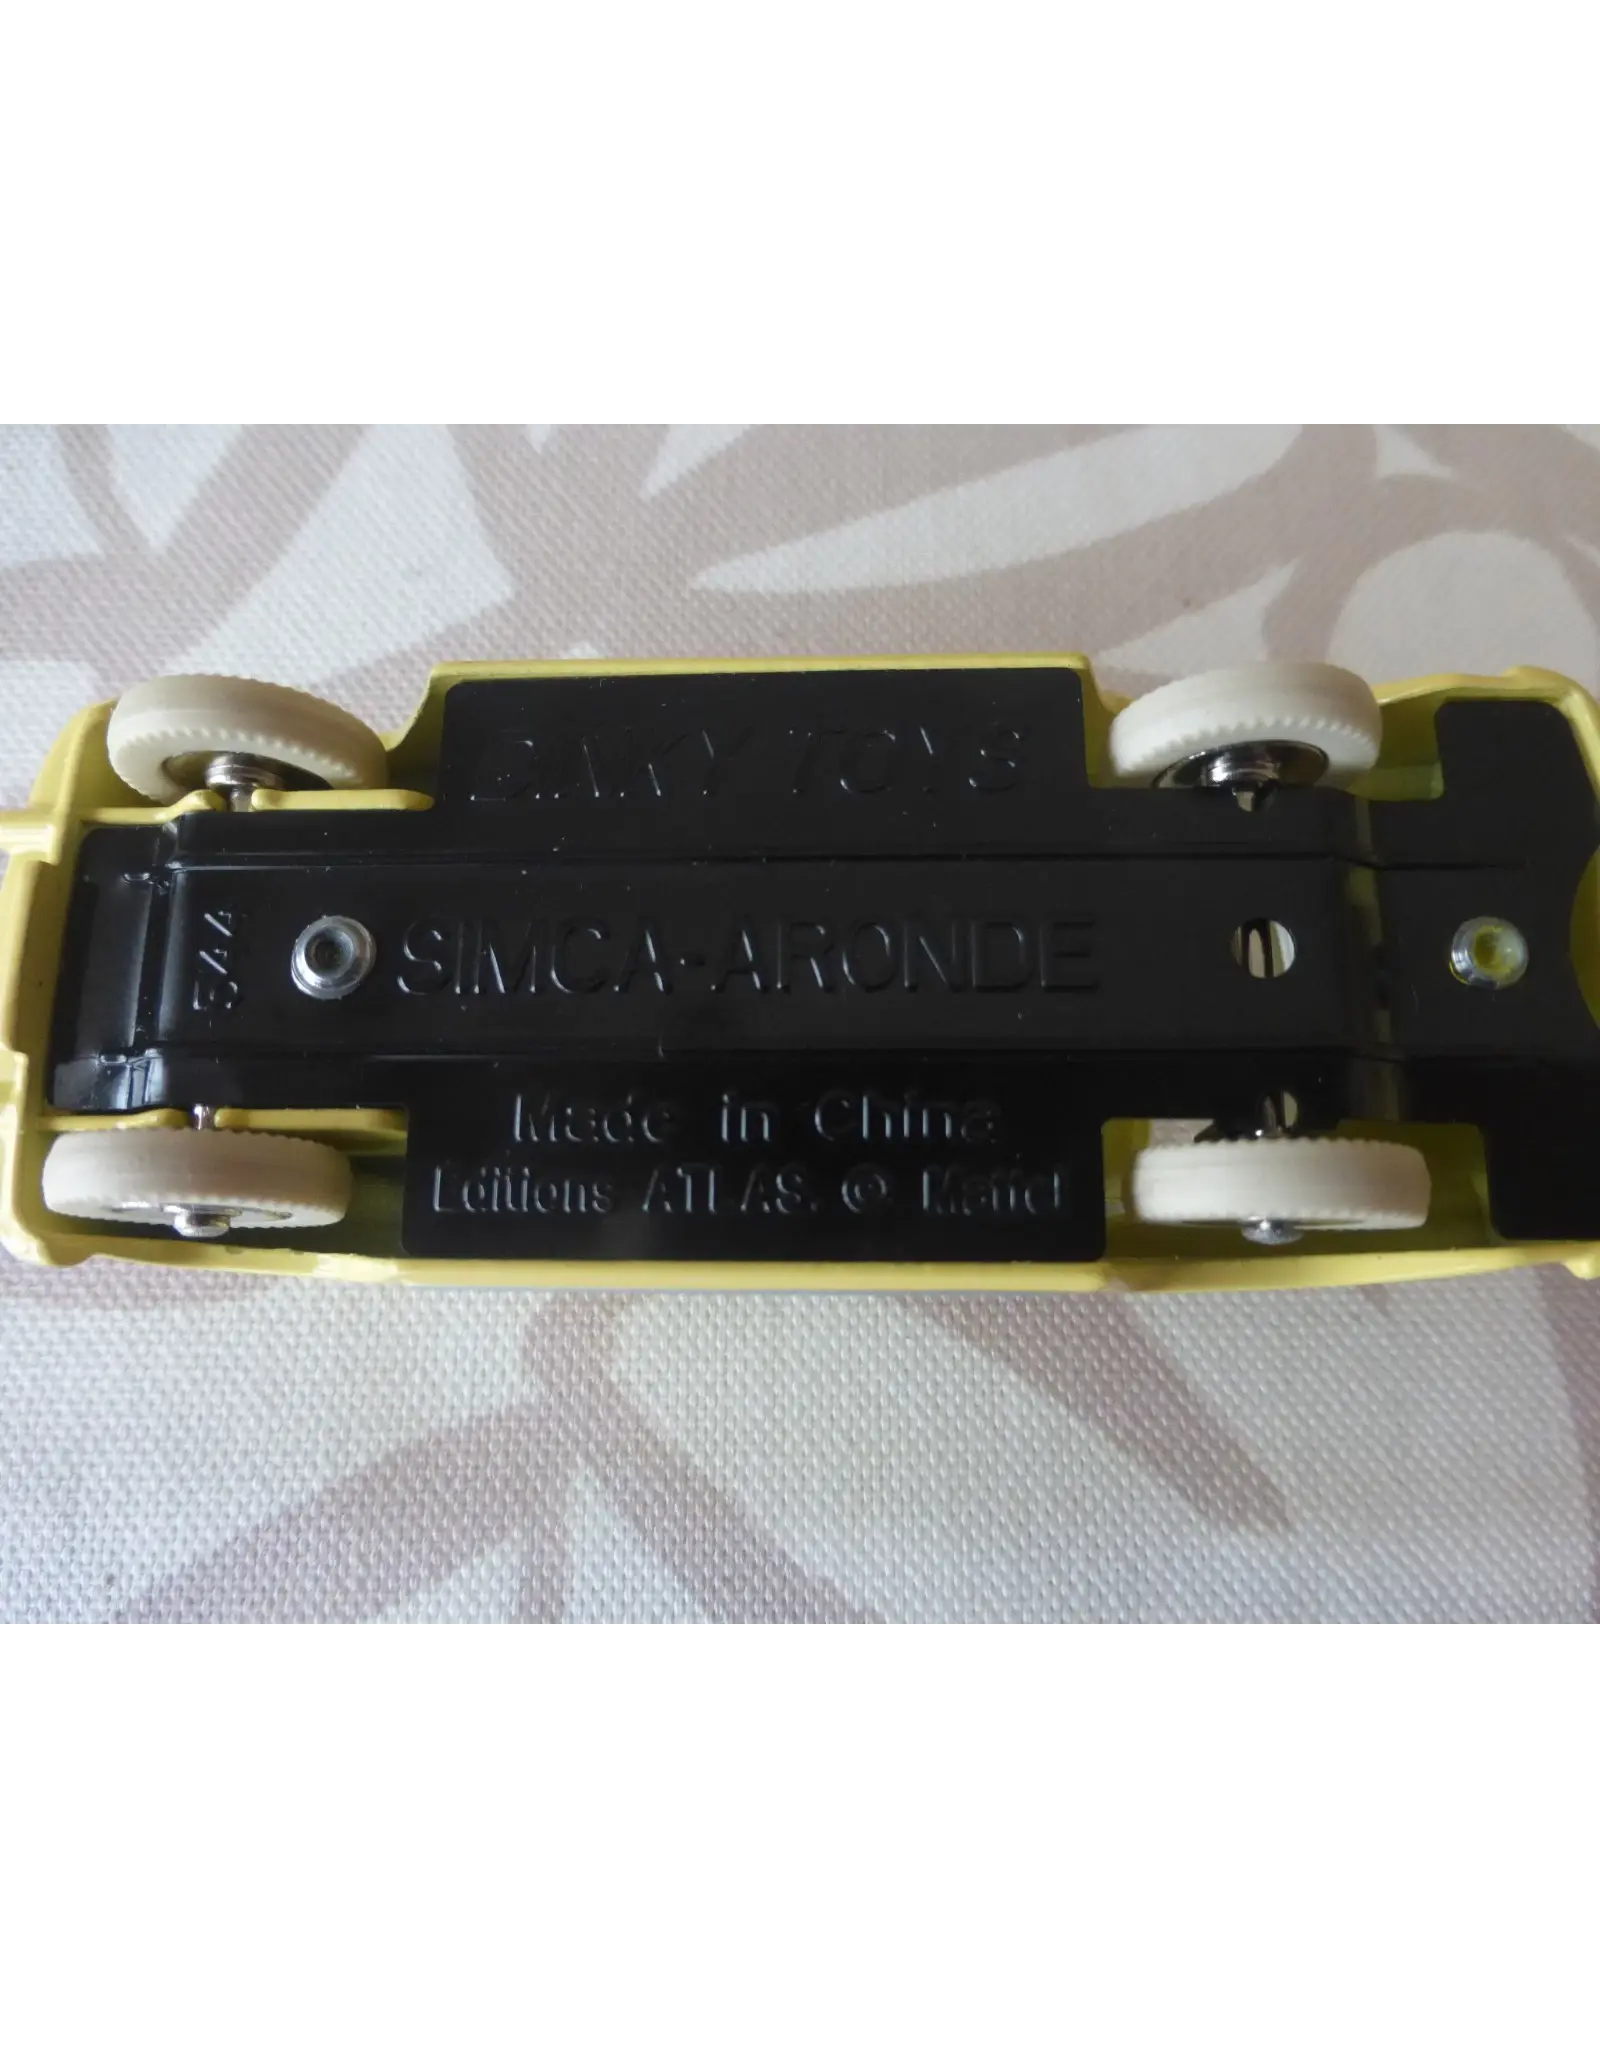 DINKY TOYS
544
SIMCA-ARONDE
Made in China
Editions ATLAS. © Mattel